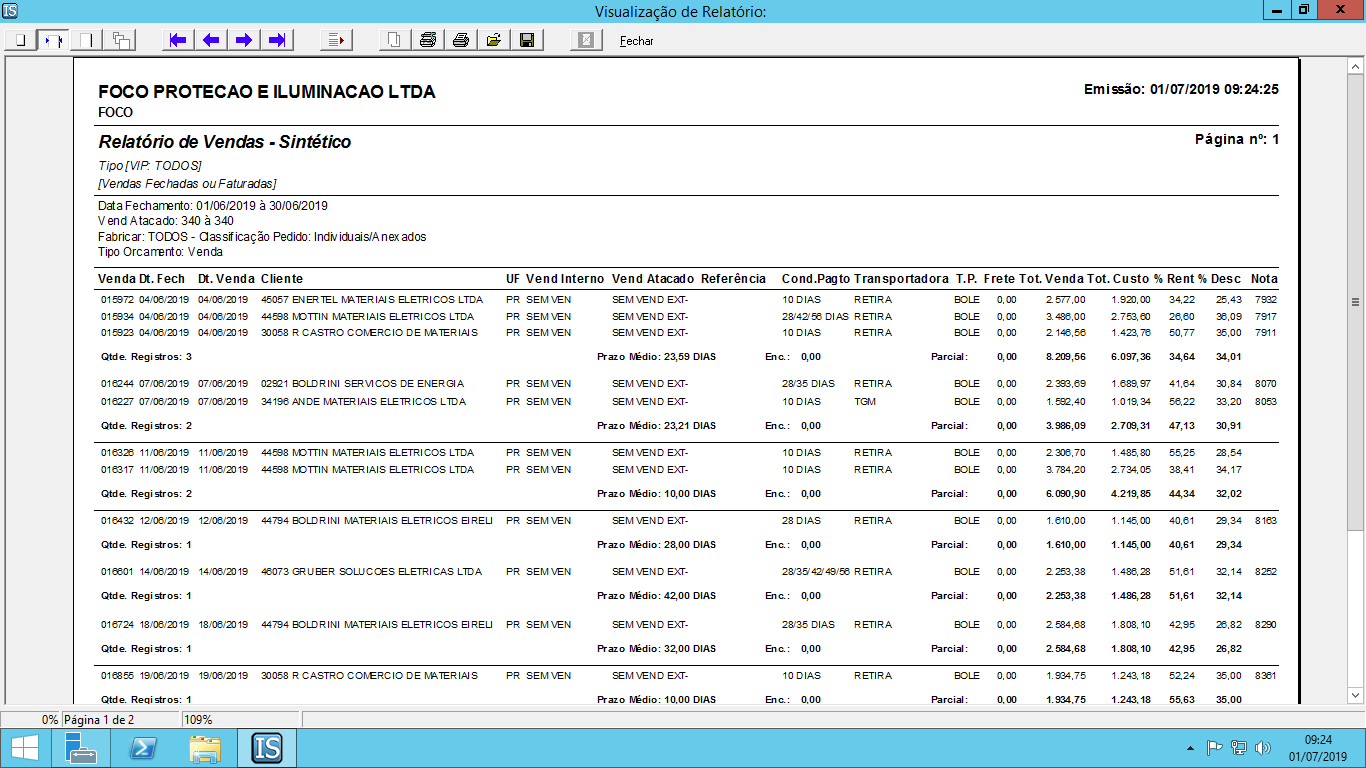 Visualização de Relatório:
Fechar
FOCO PROTECAO E ILUMINACAO LTDA Emissão: 01/07/2019 09:24:25
FOCO
Relatório de Vendas - Sintético Página nº: 1
Tipo [VIP: TODOS]
[Vendas Fechadas ou Faturadas]
Data Fechamento: 01/06/2019 à 30/06/2019
Vend Atacado: 340 à 340
Fabricar: TODOS - Classificação Pedido: Individuais/Anexados
Tipo Orcamento: Venda
Venda Dt. Fech Dt. Venda Cliente UF Vend Interno Vend Atacado Referência Cond.Pagto Transportadora T.P. Frete Tot. Venda Tot. Custo % Rent % Desc Nota
015972 04/06/2019 04/06/2019 45057 ENERTEL MATERIAIS ELETRICOS LTDA PR SEM VEN SEM VEND EXT- 10 DIAS RETIRA BOLE 0,00 2.577,00 1.920,00 34,22 25,43 7932
015934 04/06/2019 04/06/2019 44598 MOTTIN MATERIAIS ELETRICOS LTDA PR SEM VEN SEM VEND EXT- 28/42/56 DIAS RETIRA BOLE 0,00 3.486,00 2.753,60 26,60 36,09 7917
015923 04/06/2019 04/06/2019 30058 R CASTRO COMERCIO DE MATERIAIS PR SEM VEN SEM VEND EXT- 10 DIAS RETIRA BOLE 0,00 2.146,56 1.423,76 50,77 35,00 7911
Qtde. Registros: 3 Prazo Médio: 23,59 DIAS Enc.: 0,00 Parcial: 0,00 8.209,56 6.097,36 34,64 34,01
016244 07/06/2019 07/06/2019 02921 BOLDRINI SERVICOS DE ENERGIA PR SEM VEN SEM VEND EXT- 28/35 DIAS RETIRA BOLE 0,00 2.393,69 1.689,97 41,64 30,84 8070
016227 07/06/2019 07/06/2019 34196 ANDE MATERIAIS ELETRICOS LTDA PR SEM VEN SEM VEND EXT- 10 DIAS TGM BOLE 0,00 1.592,40 1.019,34 56,22 33,20 8053
Qtde. Registros: 2 Prazo Médio: 23,21 DIAS Enc.: 0,00 Parcial: 0,00 3.986,09 2.709,31 47,13 30,91
016326 11/06/2019 11/06/2019 44598 MOTTIN MATERIAIS ELETRICOS LTDA PR SEM VEN SEM VEND EXT- 10 DIAS RETIRA BOLE 0,00 2.306,70 1.485,80 55,25 28,54
016317 11/06/2019 11/06/2019 44598 MOTTIN MATERIAIS ELETRICOS LTDA PR SEM VEN SEM VEND EXT- 10 DIAS RETIRA BOLE 0,00 3.784,20 2.734,05 38,41 34,17
Qtde. Registros: 2 Prazo Médio: 10,00 DIAS Enc.: 0,00 Parcial: 0,00 6.090,90 4.219,85 44,34 32,02
016432 12/06/2019 12/06/2019 44794 BOLDRINI MATERIAIS ELETRICOS EIRELI PR SEM VEN SEM VEND EXT- 28 DIAS RETIRA BOLE 0,00 1.610,00 1.145,00 40,61 29,34 8163
Qtde. Registros: 1 Prazo Médio: 28,00 DIAS Enc.: 0,00 Parcial: 0,00 1.610,00 1.145,00 40,61 29,34
016601 14/06/2019 14/06/2019 46073 GRUBER SOLUCOES ELETRICAS LTDA PR SEM VEN SEM VEND EXT- 28/35/42/49/56 RETIRA BOLE 0,00 2.253,38 1.486,28 51,61 32,14 8252
Qtde. Registros: 1 Prazo Médio: 42,00 DIAS Enc.: 0,00 Parcial: 0,00 2.253,38 1.486,28 51,61 32,14
016724 18/06/2019 18/06/2019 44794 BOLDRINI MATERIAIS ELETRICOS EIRELI PR SEM VEN SEM VEND EXT- 28/35 DIAS RETIRA BOLE 0,00 2.584,68 1.808,10 42,95 26,82 8290
Qtde. Registros: 1 Prazo Médio: 32,00 DIAS Enc.: 0,00 Parcial: 0,00 2.584,68 1.808,10 42,95 26,82
016855 19/06/2019 19/06/2019 30058 R CASTRO COMERCIO DE MATERIAIS PR SEM VEN SEM VEND EXT- 10 DIAS RETIRA BOLE 0,00 1.934,75 1.243,18 52,24 35,00 8361
Qtde. Registros: 1 Prazo Médio: 10,00 DIAS Enc.: 0,00 Parcial: 0,00 1.934,75 1.243,18 55,63 35,00
0% Página 1 de 2 109%
IS
09:24
01/07/2019